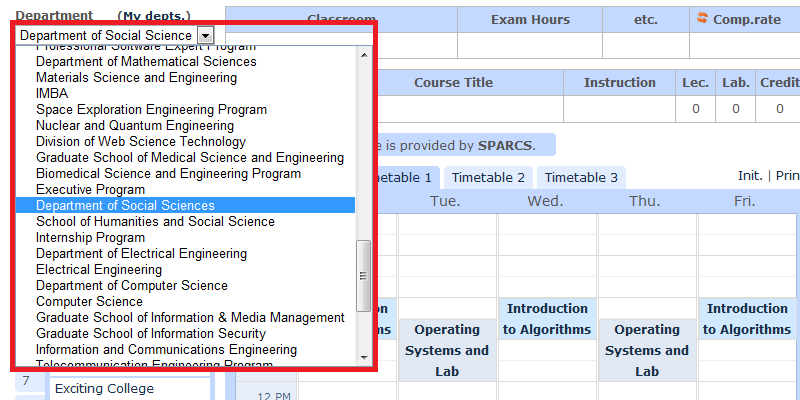 Department (My depts.)
Department of Social Science
Professional Software Expert Program
Department of Mathematical Sciences
Materials Science and Engineering
IMBA
Space Exploration Engineering Program
Nuclear and Quantum Engineering
Division of Web Science Technology
Graduate School of Medical Science and Engineering
Biomedical Science and Engineering Program
Executive Program
Department of Social Sciences
School of Humanities and Social Science
Internship Program
Department of Electrical Engineering
Electrical Engineering
Department of Computer Science
Computer Science
Graduate School of Information & Media Management
Graduate School of Information Security
Information and Communications Engineering
Telecommunication Engineering Program
7
Exciting College
Classroom Exam Hours etc. Comp.rate
Course Title Instruction Lec. Lab. Credit
0 0 0
is provided by SPARCS.
Timetable 1 Timetable 2 Timetable 3 Init. |
Tue. Wed. Thu. Fri.
Introduction Introduction
to Algorithms to Algorithms
Operating Operating
Systems and Systems and
Lab Lab
12 PM